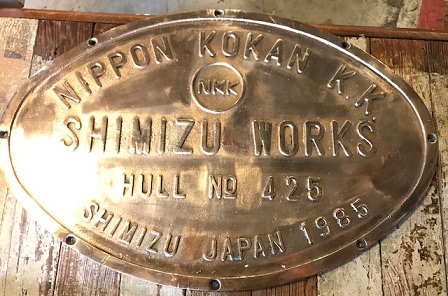 NIPPON KOKAN K.K.
NKK
SHIMIZU WORKS
HULL No 425
SHIMIZU JAPAN 1985